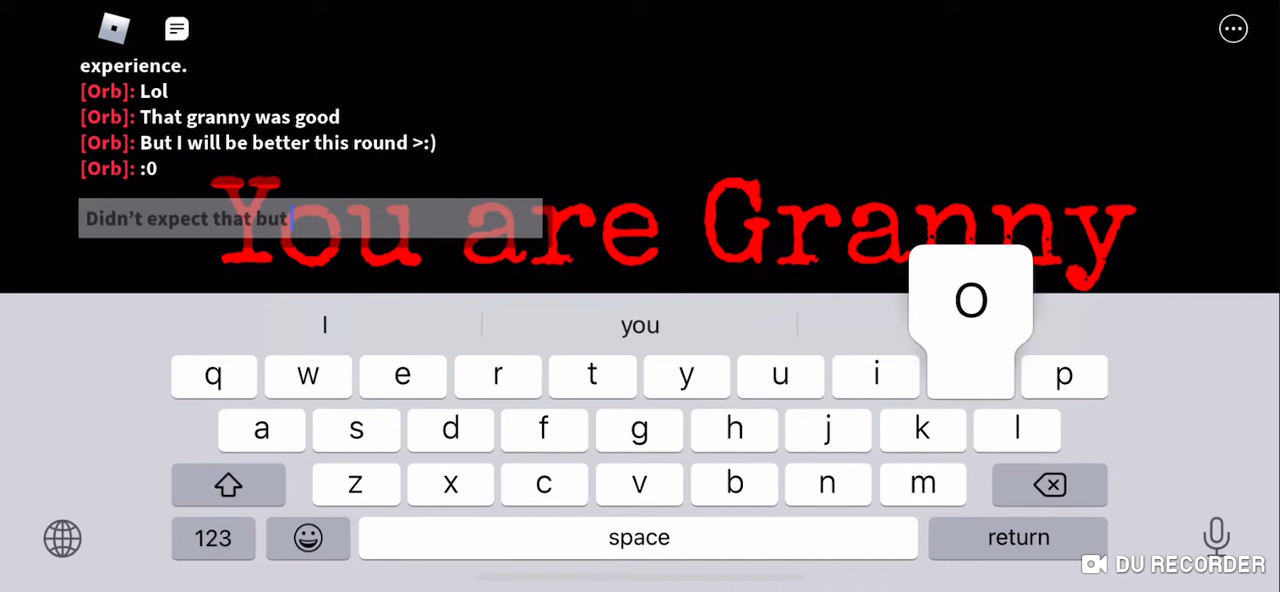 experience.
[Orb]: Lol
[Orb]: That granny was good
[Orb]: But I will be better this round >:)
[Orb]: :0
Didn’t expect that but
You are Granny
O
I you
q w e r t y u i p
a s d f g h j k l
z x c v b n m
123 space return
DU RECORDER